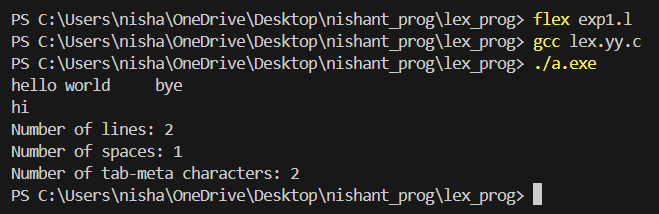 PS C:\Users\nisha\OneDrive\Desktop\nishant_prog\lex_prog> flex exp1.l
PS C:\Users\nisha\OneDrive\Desktop\nishant_prog\lex_prog> gcc lex.yy.c
PS C:\Users\nisha\OneDrive\Desktop\nishant_prog\lex_prog> ./a.exe
hello world     bye
hi
Number of lines: 2
Number of spaces: 1
Number of tab-meta characters: 2
PS C:\Users\nisha\OneDrive\Desktop\nishant_prog\lex_prog>